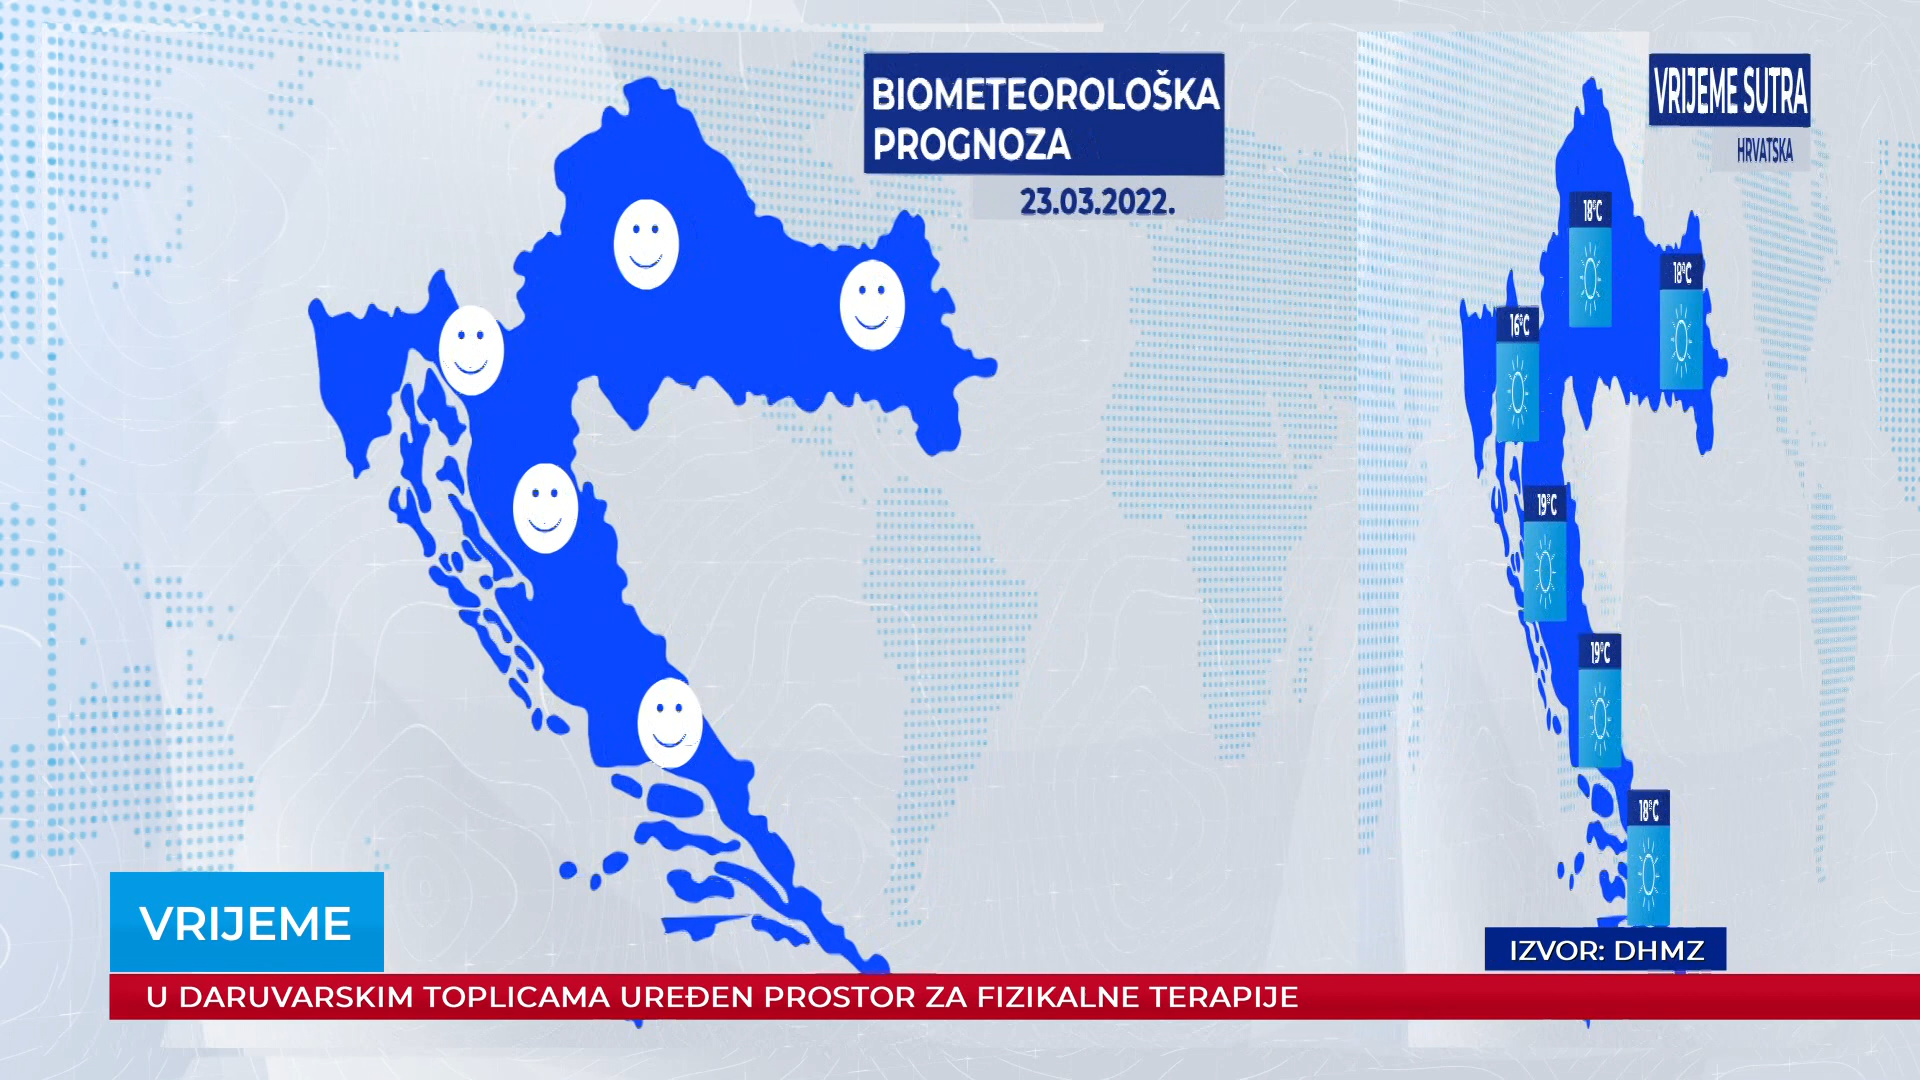 BIOMETEOROLOŠKA
PROGNOZA
23.03.2022.
VRIJEME SUTRA
HRVATSKA
18°C
18°C
16°C
19°C
19°C
18°C
VRIJEME
IZVOR: DHMZ
U DARUVARSKIM TOPLICAMA UREĐEN PROSTOR ZA FIZIKALNE TERAPIJE